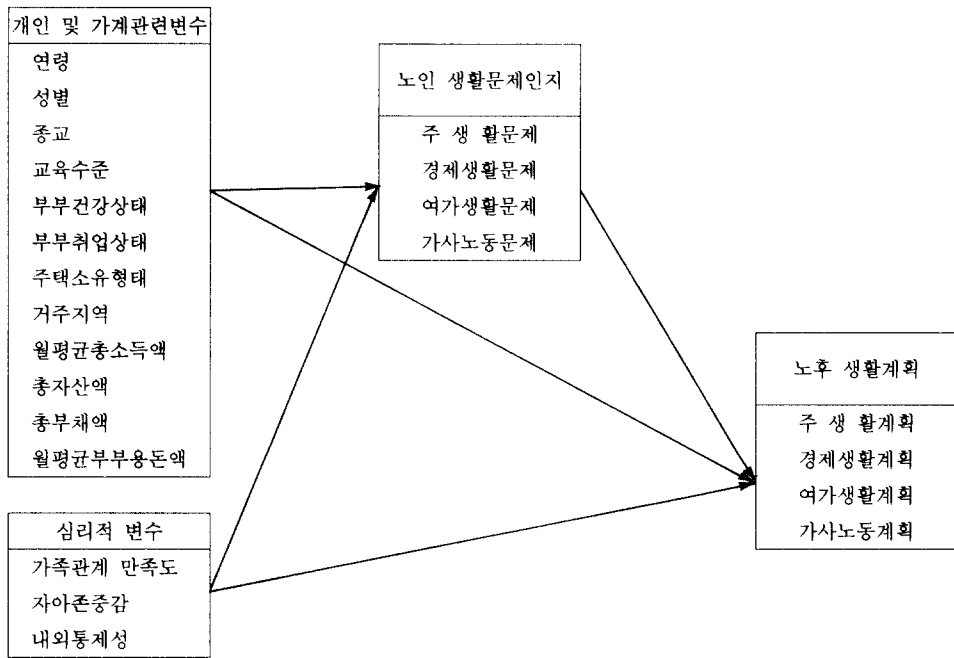 개인 및 가계관련변수
연령
성별
종교
교육수준
부부건강상태
부부취업상태
주택소유형태
거주지역
월평균총소득액
총자산액
총부채액
월평균부부용돈액
심리적 변수
가족관계 만족도
자아존중감
내외통제성
노인 생활문제인지
주 생 활문제
경제생활문제
여가생활문제
가사노동문제
노후 생활계획
주 생 활계획
경제생활계획
여가생활계획
가사노동계획